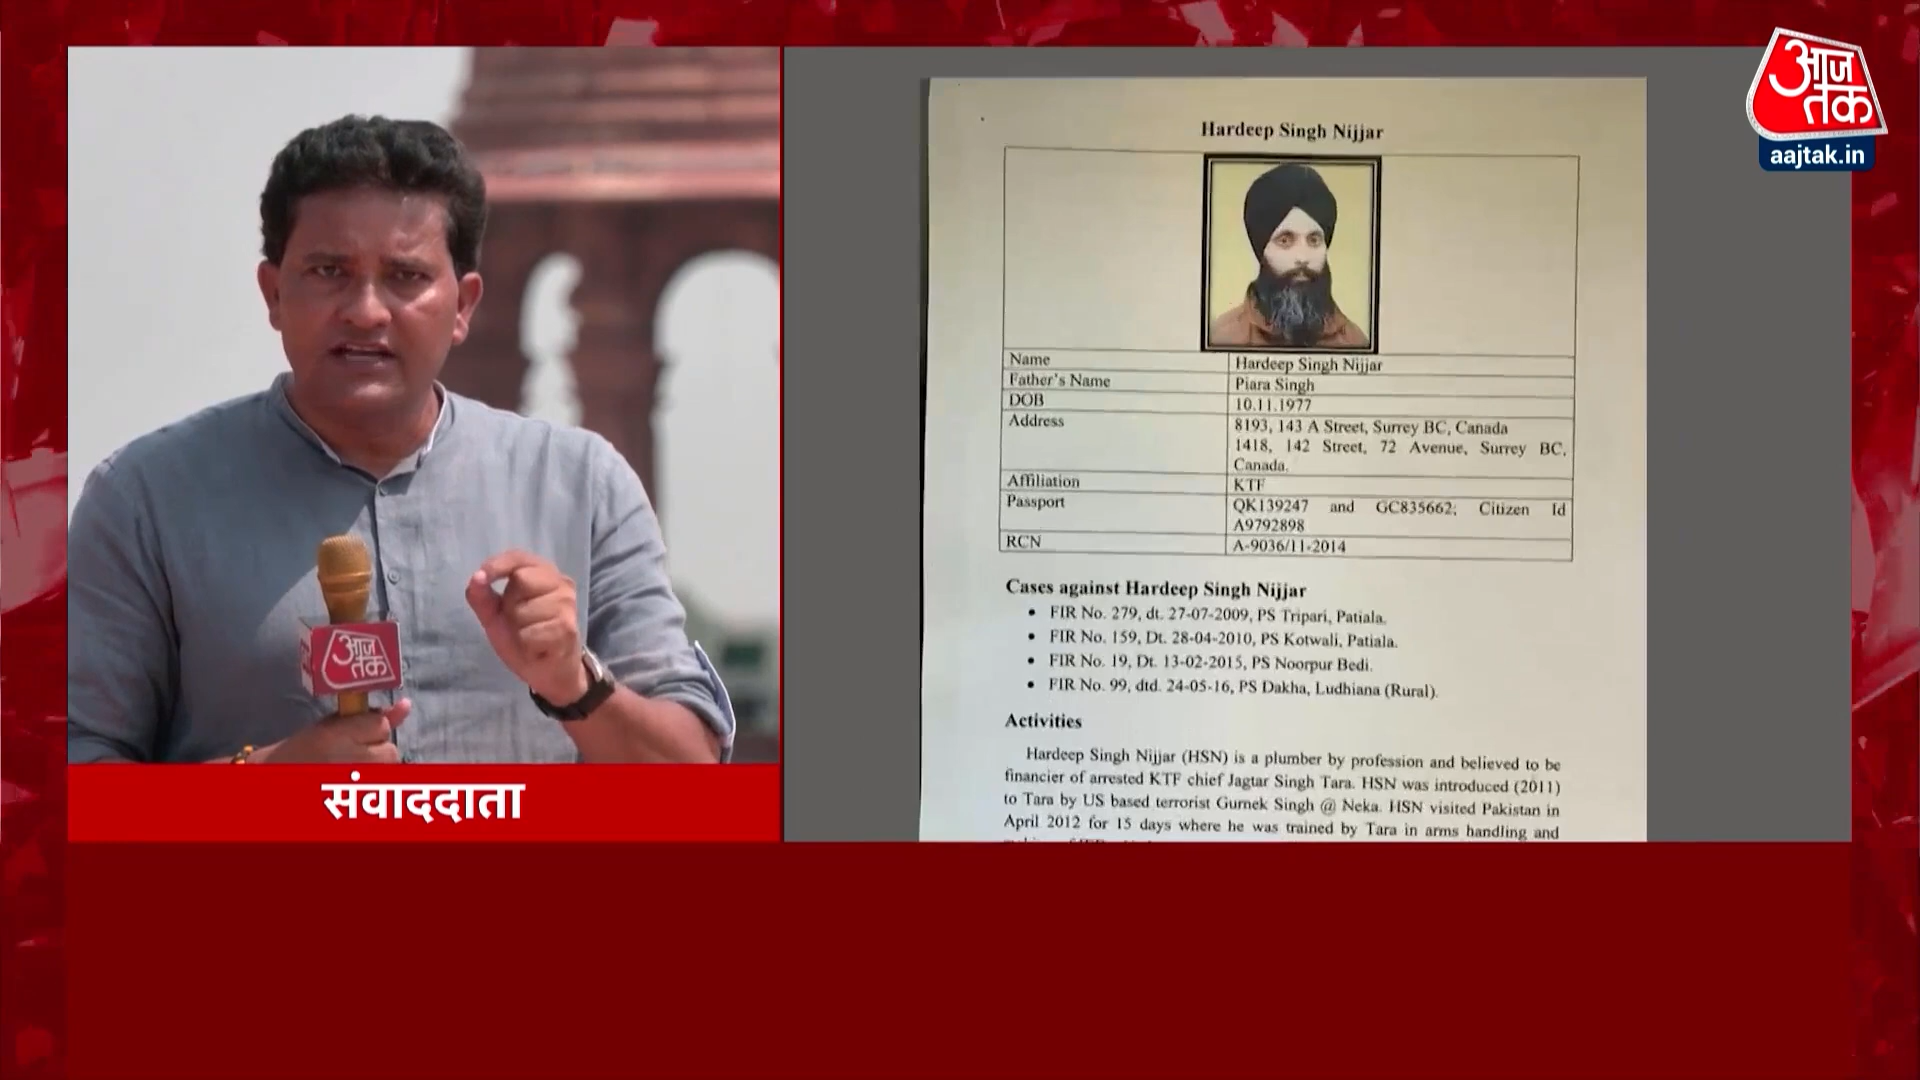 आज
तक
aajtak.in
आज
तक
संवाददाता
Hardeep Singh Nijjar
Name Hardeep Singh Nijjar
Father's Name Piara Singh
DOB 10.11.1977
Address 8193, 143 A Street, Surrey BC, Canada
1418, 142 Street, 72 Avenue, Surrey BC,
Canada.
Affiliation KTF
Passport QK139247 and GC835662; Citizen Id
A9792898
RCN A-9036/11-2014
Cases against Hardeep Singh Nijjar
• FIR No. 279, dt. 27-07-2009, PS Tripari, Patiala.
• FIR No. 159, Dt. 28-04-2010, PS Kotwali, Patiala.
• FIR No. 19, Dt. 13-02-2015, PS Noorpur Bedi.
• FIR No. 99, dtd. 24-05-16, PS Dakha, Ludhiana (Rural).
Activities
Hardeep Singh Nijjar (HSN) is a plumber by profession and believed to be
financier of arrested KTF chief Jagtar Singh Tara. HSN was introduced (2011)
to Tara by US based terrorist Gurnek Singh @ Neka. HSN visited Pakistan in
April 2012 for 15 days where he was trained by Tara in arms handling and